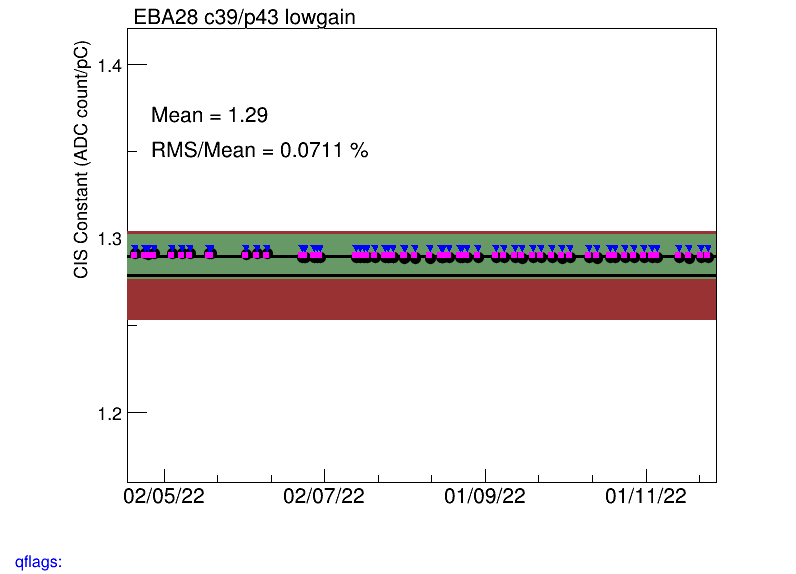 EBA28 c39/p43 lowgain
CIS Constant (ADC count/pC)
1.4
Mean = 1.29
RMS/Mean = 0.0711 %
1.3
1.2
02/05/22 02/07/22 01/09/22 01/11/22
qflags: